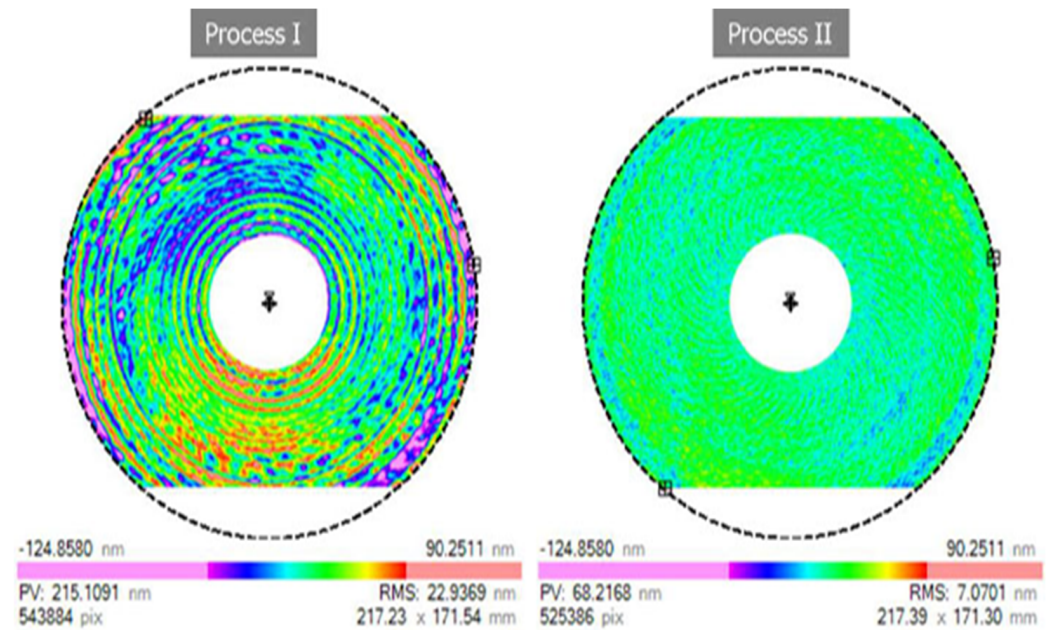 Process I
Process II
-124.8580 nm
90.2511 nm
PV: 215.1091 nm
RMS: 22.9369 nm
543884 pix
217.23 x 171.54 mm
-124.8580 nm
90.2511 nm
PV: 68.2168 nm
RMS: 7.0701 nm
525386 pix
217.39 x 171.30 mm